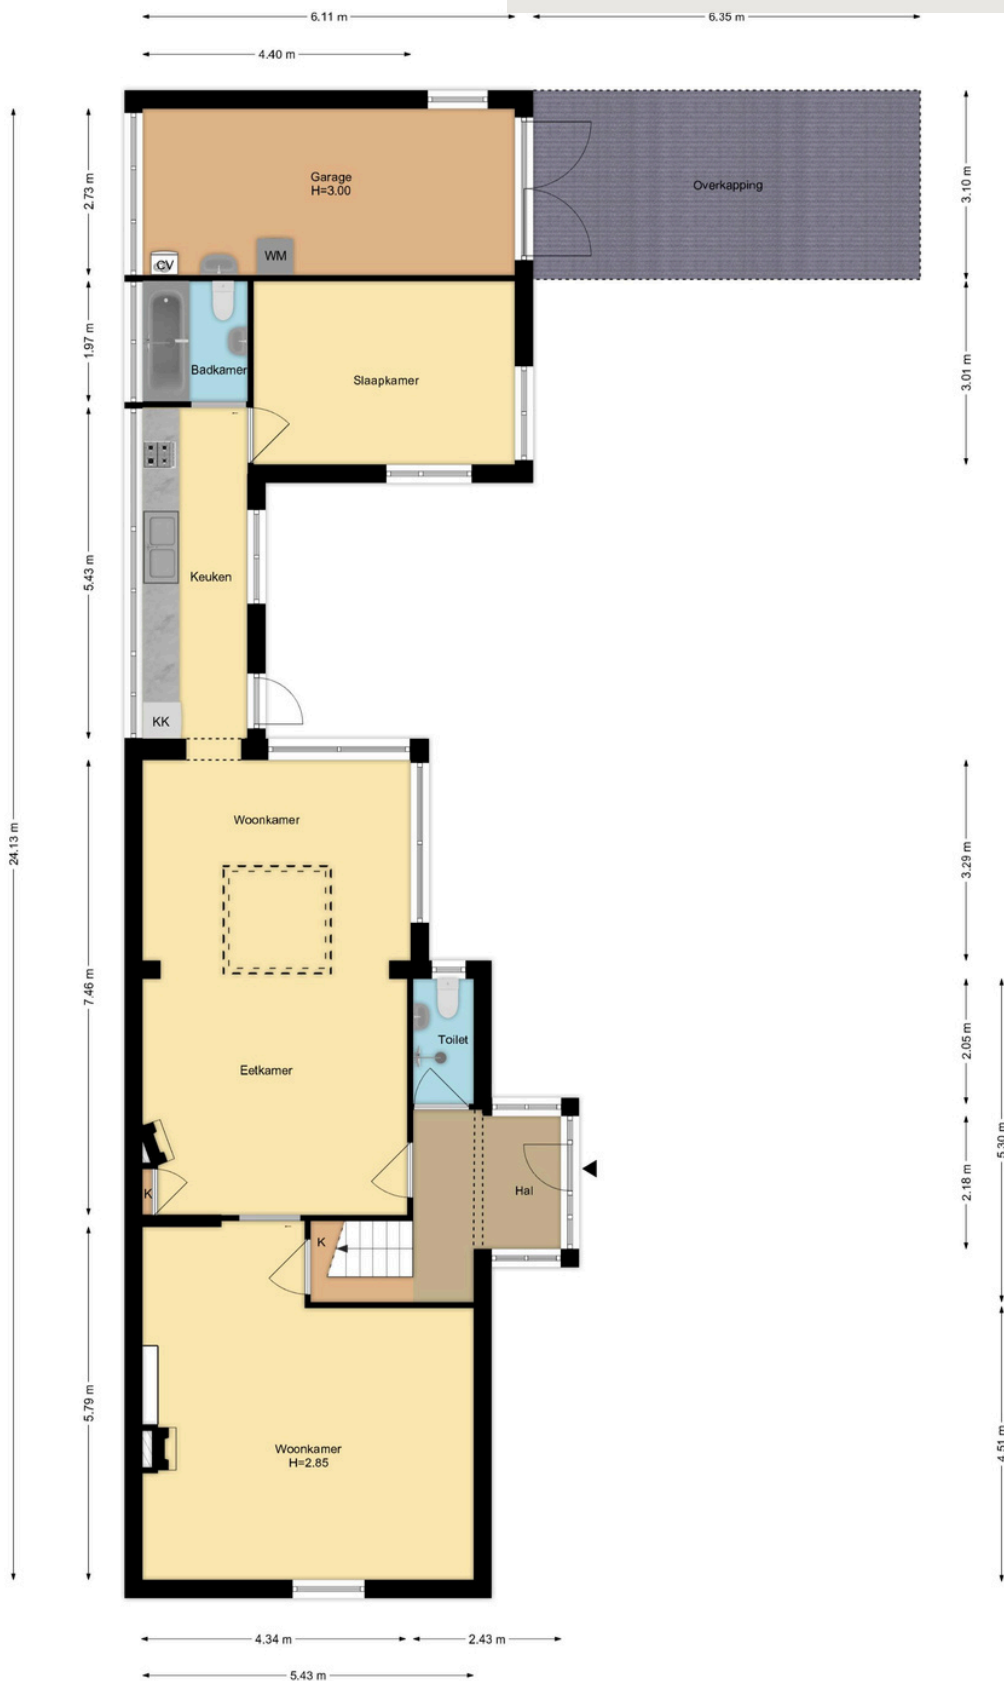 6.11 m
6.35 m
4.40 m
24.13 m
2.73 m
1.97 m
5.43 m
7.46 m
5.79 m
Garage
H=3.00
CV
WM
Overkapping
Badkamer
Slaapkamer
Keuken
KK
Woonkamer
Eetkamer
Toilet
K
Hal
K
Woonkamer
H=2.85
3.10 m
3.01 m
3.29 m
2.05 m
2.18 m
5.30 m
4.51 m
4.34 m
2.43 m
5.43 m